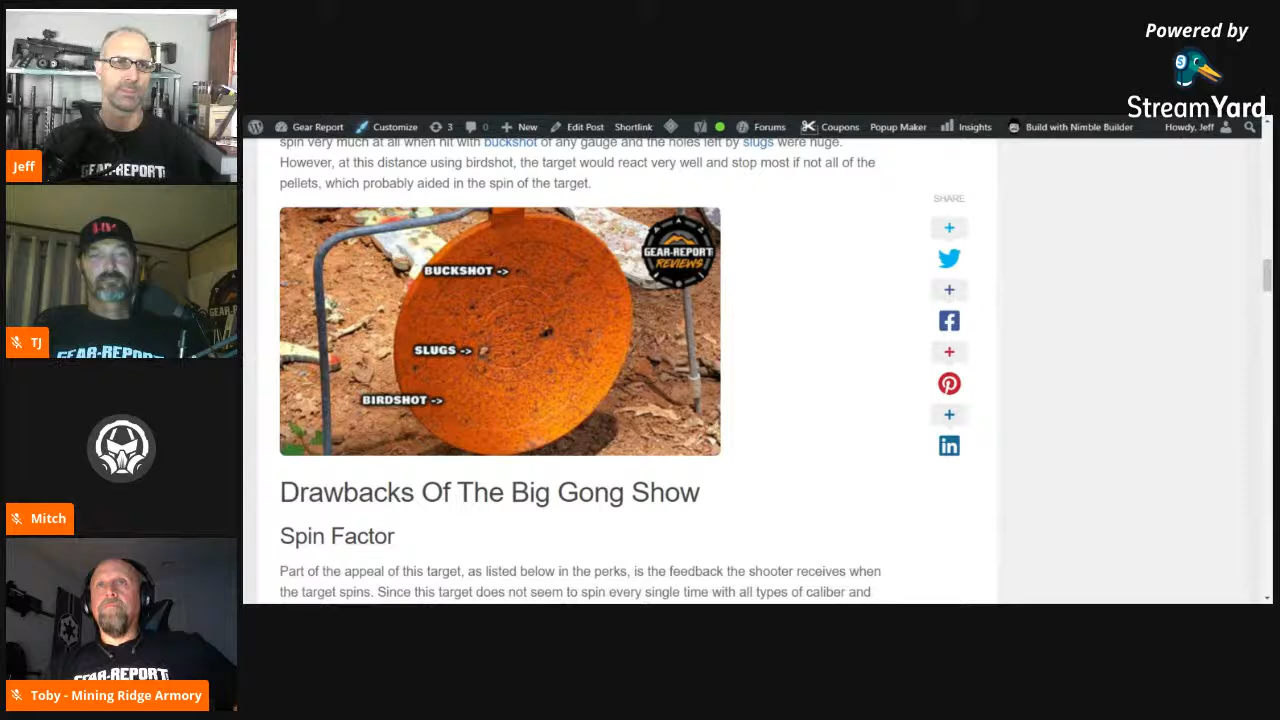 Powered by
StreamYard
Gear Report
Customize
3
0
New
Edit Post
Shortlink
Forums
Coupons
Popup Maker
Insights
Build with Nimble Builder
Howdy, Jeff
spin very much at all when hit with buckshot of any gauge and the holes left by slugs were huge.
However, at this distance using birdshot, the target would react very well and stop most if not all of the
pellets, which probably aided in the spin of the target.
SHARE
BUCKSHOT ->
SLUGS ->
BIRDSHOT ->
GEAR-REPORT
REVIEWS
Drawbacks Of The Big Gong Show
Spin Factor
Part of the appeal of this target, as listed below in the perks, is the feedback the shooter receives when
the target spins. Since this target does not seem to spin every single time with all types of caliber and
GEAR-REPORT
Jeff
GEAR-REPORT
TJ
Mitch
GEAR-REPORT
Toby - Mining Ridge Armory